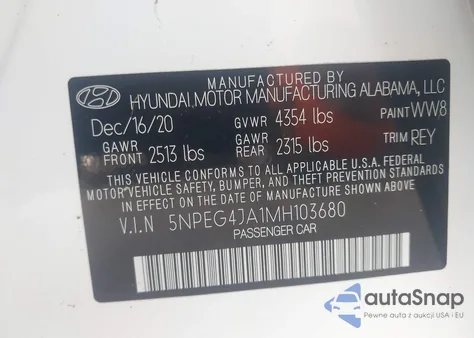 MANUFACTURED BY
HYUNDAI MOTOR MANUFACTURING ALABAMA, LLC
Dec/16/20 GVWR 4354 lbs PAINT WW8
GAWR FRONT 2513 lbs GAWR REAR 2315 lbs TRIM REY
THIS VEHICLE CONFORMS TO ALL APPLICABLE U.S.A. FEDERAL
MOTOR VEHICLE SAFETY, BUMPER, AND THEFT PREVENTION STANDARDS
IN EFFECT ON THE DATE OF MANUFACTURE SHOWN ABOVE.
V.I.N 5NPEG4JA1MH103680
PASSENGER CAR
autoSnap
Pewne auta z aukcji USA i EU